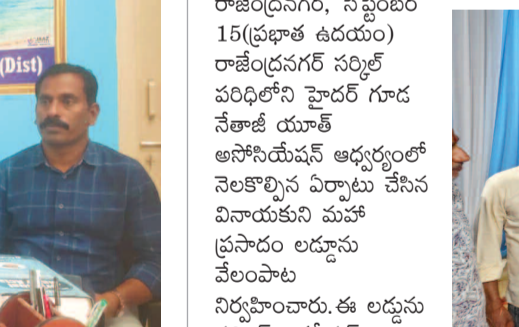 (Dist)
రాజేంద్రనగర్, సెప్టెంబర్
15(ప్రభాత ఉదయం)
రాజేంద్రనగర్ సర్కిల్
పరిధిలోని హైదర్ గూడ
నేతాజీ యూత్
అసోసియేషన్ ఆధ్వర్యంలో
నెలకొల్పిన ఏర్పాటు చేసిన
వినాయకుని మహా
ప్రసాదం లడ్డూను
వేలంపాట
నిర్వహించారు.ఈ లడ్డును